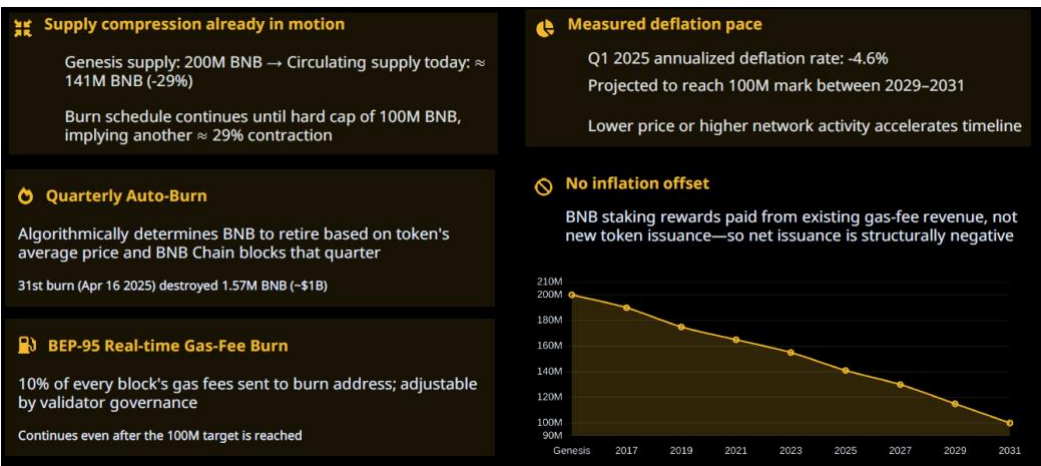 Supply compression already in motion
Genesis supply: 200M BNB → Circulating supply today: ≈
141M BNB (-29%)
Burn schedule continues until hard cap of 100M BNB,
implying another ≈ 29% contraction
Quarterly Auto-Burn
Algorithmically determines BNB to retire based on token's
average price and BNB Chain blocks that quarter
31st burn (Apr 16 2025) destroyed 1.57M BNB (~$1B)
BEP-95 Real-time Gas-Fee Burn
10% of every block's gas fees sent to burn address; adjustable
by validator governance
Continues even after the 100M target is reached
Measured deflation pace
Q1 2025 annualized deflation rate: -4.6%
Projected to reach 100M mark between 2029–2031
Lower price or higher network activity accelerates timeline
No inflation offset
BNB staking rewards paid from existing gas-fee revenue, not
new token issuance—so net issuance is structurally negative
210M
200M
180M
160M
140M
120M
100M
90M
Genesis 2017 2019 2021 2023 2025 2027 2029 2031